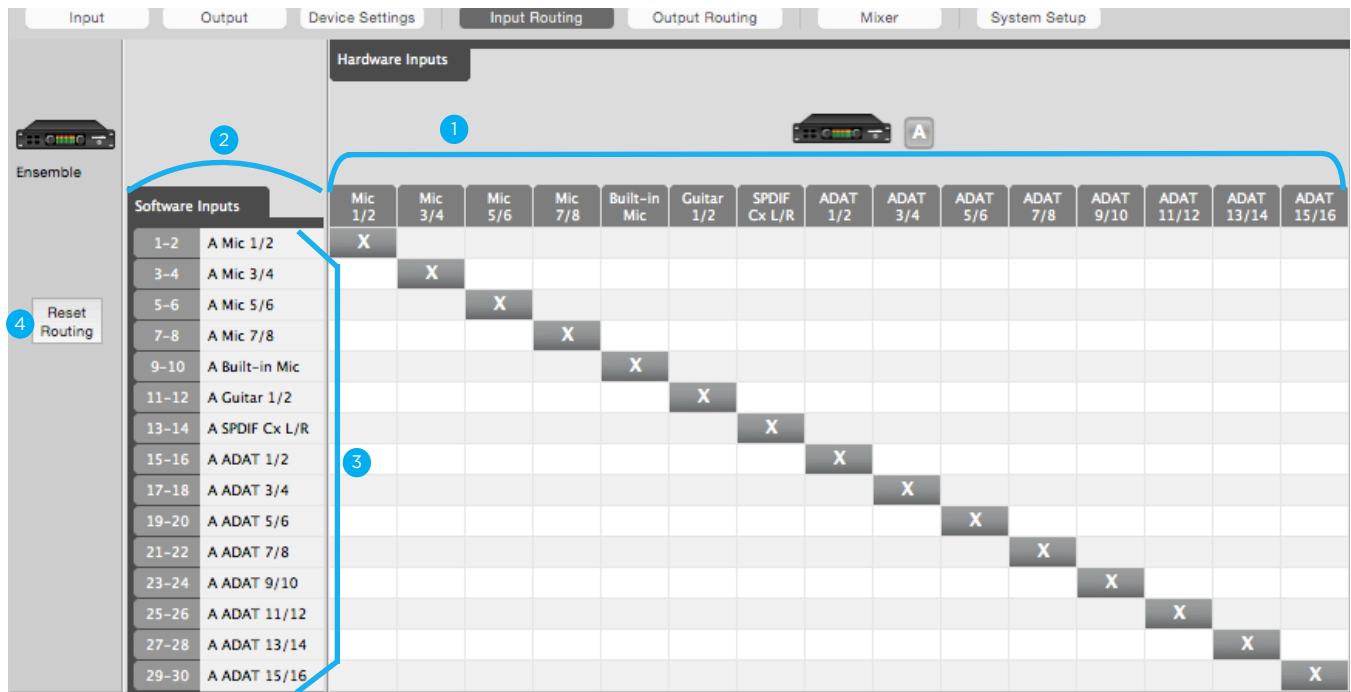 Input Output Device Settings Input Routing Output Routing Mixer System Setup
Hardware Inputs
A
1
2
Ensemble
Software Inputs
Mic 1/2 Mic 3/4 Mic 5/6 Mic 7/8 Built-in Mic Guitar 1/2 SPDIF Cx L/R ADAT 1/2 ADAT 3/4 ADAT 5/6 ADAT 7/8 ADAT 9/10 ADAT 11/12 ADAT 13/14 ADAT 15/16
1-2 A Mic 1/2 X
3-4 A Mic 3/4 X
5-6 A Mic 5/6 X
4 Reset Routing
7-8 A Mic 7/8 X
9-10 A Built-in Mic X
11-12 A Guitar 1/2 X
13-14 A SPDIF Cx L/R X
15-16 A ADAT 1/2 3 X
17-18 A ADAT 3/4 X
19-20 A ADAT 5/6 X
21-22 A ADAT 7/8 X
23-24 A ADAT 9/10 X
25-26 A ADAT 11/12 X
27-28 A ADAT 13/14 X
29-30 A ADAT 15/16 X